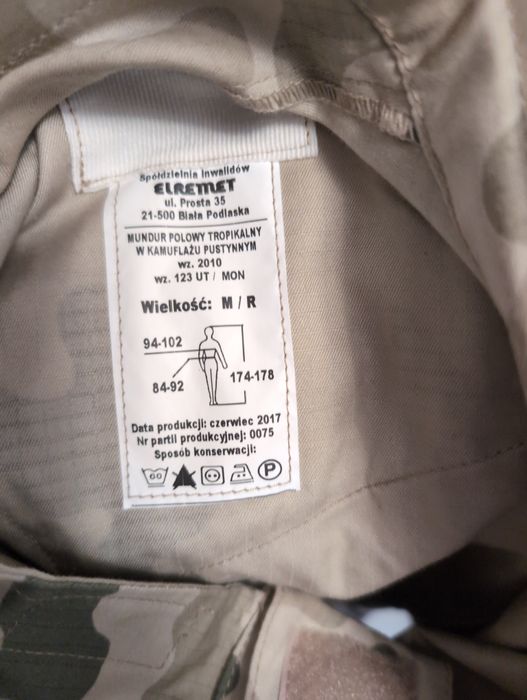 Spółdzielnia Inwalidów
ELREMET
ul. Prosta 35
21-500 Biała Podlaska
MUNDUR POLOWY TROPIKALNY
W KAMUFLAŻU PUSTYNNYM
wz. 2010
wz. 123 UT / MON
Wielkość: M / R
94-102
84-92
174-178
Data produkcji: czerwiec 2017
Nr partii produkcyjnej: 0075
Sposób konserwacji:
60 P